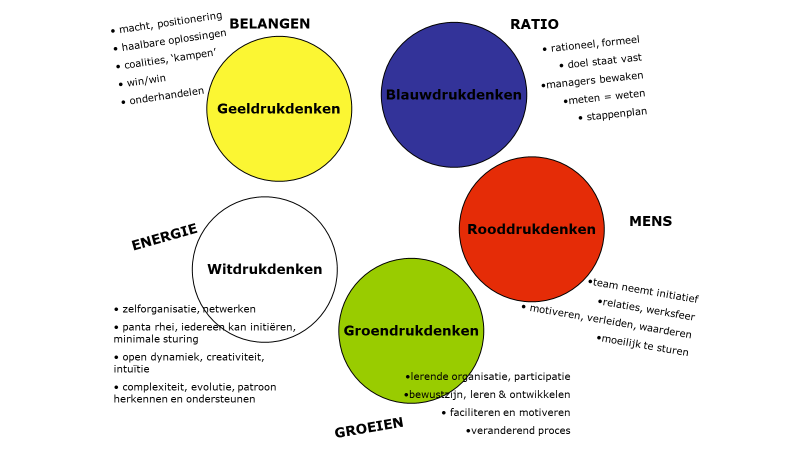 BELANGEN
• macht, positionering
• haalbare oplossingen
• coalities, ‘kampen’
• win/win
• onderhandelen
Geeldrukdenken
RATIO
• rationeel, formeel
• doel staat vast
•managers bewaken
•meten = weten
• stappenplan
Blauwdrukdenken
MENS
Rooddrukdenken
•team neemt initiatief
•relaties, werksfeer
• motiveren, verleiden, waarderen
•moeilijk te sturen
ENERGIE
Witdrukdenken
• zelforganisatie, netwerken
• panta rhei, iedereen kan initiëren,
minimale sturing
• open dynamiek, creativiteit,
intuïtie
• complexiteit, evolutie, patroon
herkennen en ondersteunen
Groendrukdenken
•lerende organisatie, participatie
•bewustzijn, leren & ontwikkelen
• faciliteren en motiveren
•veranderend proces
GROEIEN